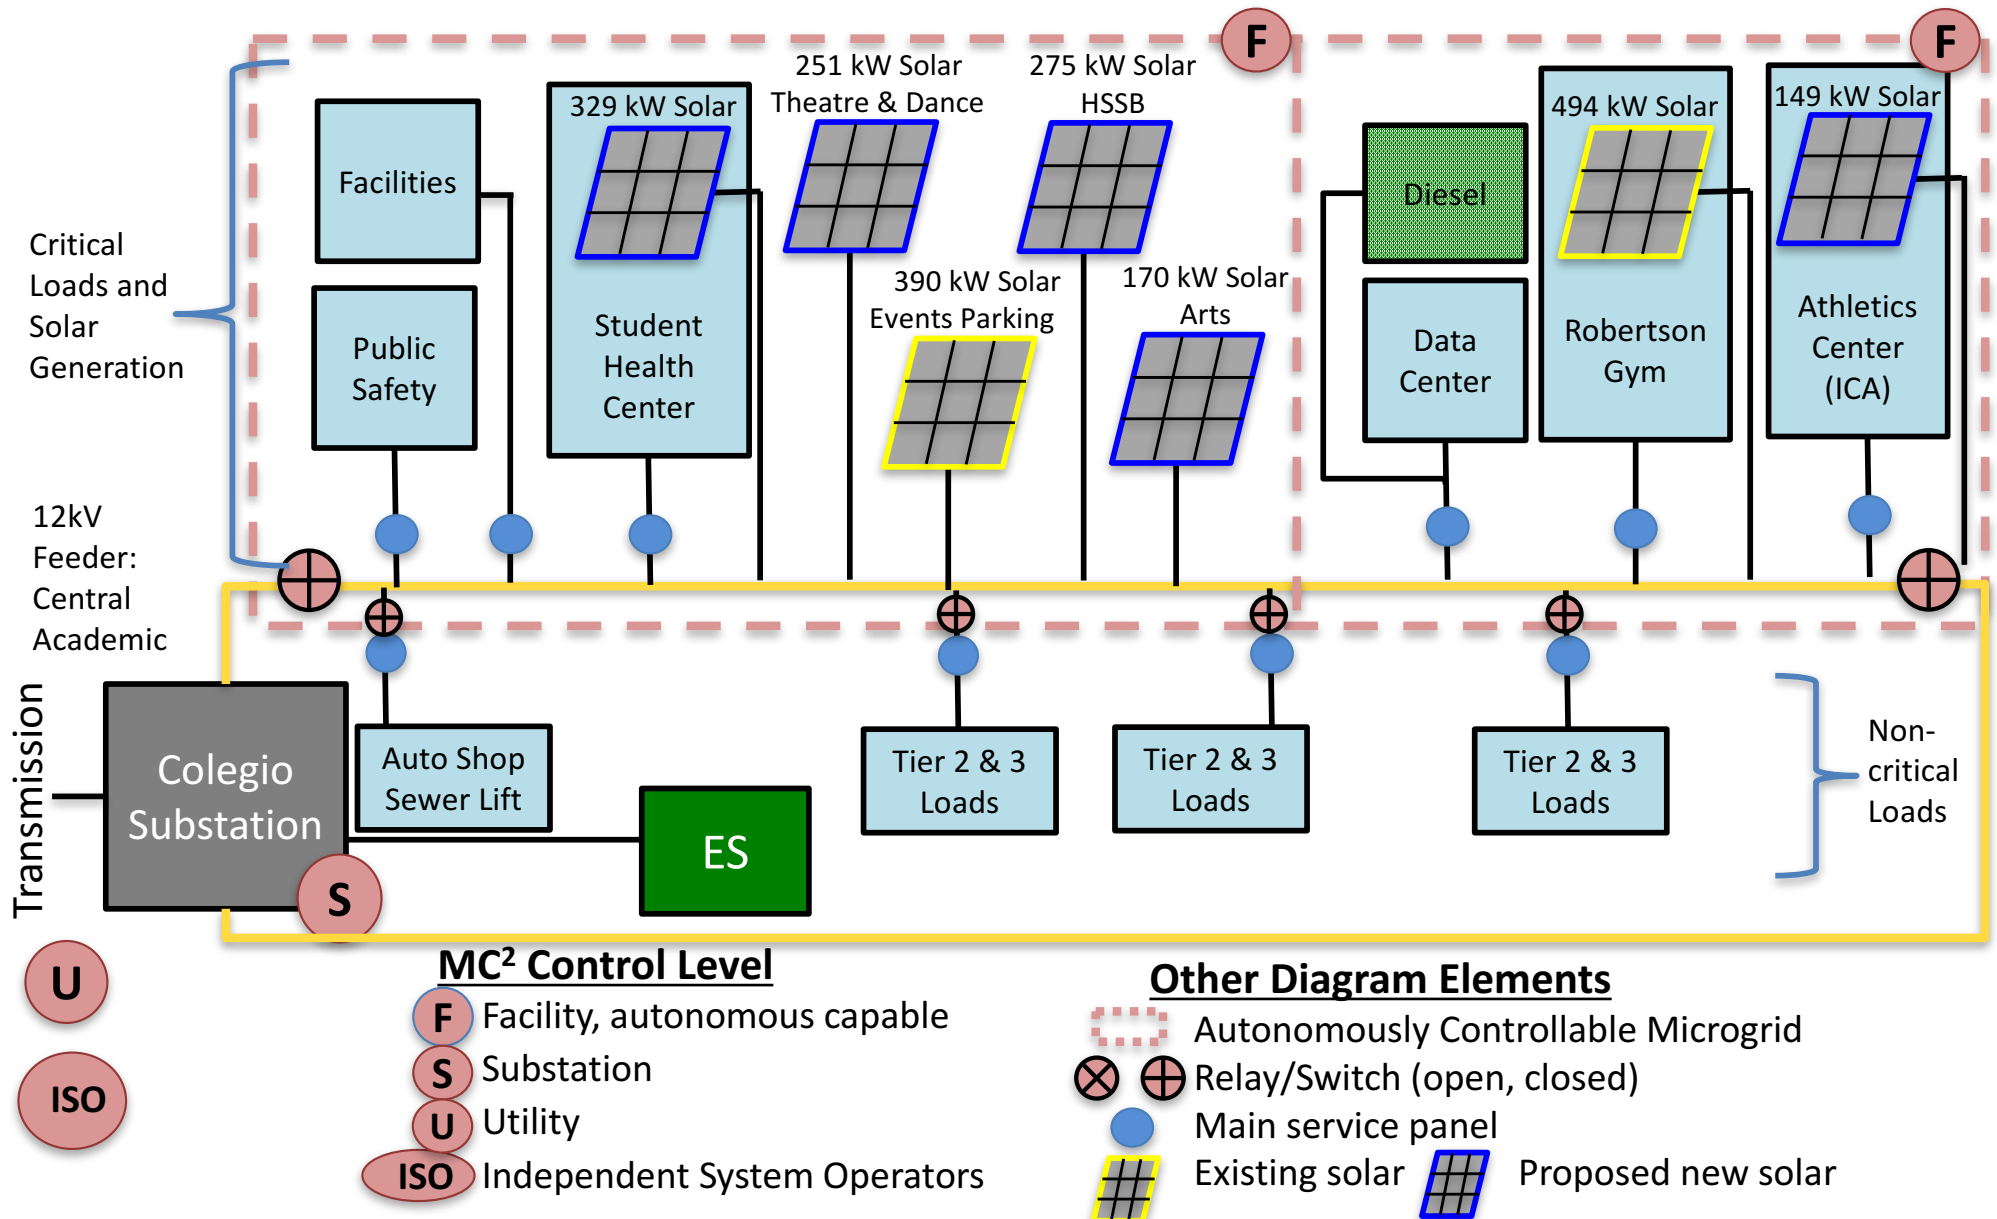 F
F
251 kW Solar
Theatre & Dance
275 kW Solar
HSSB
329 kW Solar
494 kW Solar
149 kW Solar
Facilities
Diesel
Critical
Loads and
Solar
Generation
390 kW Solar
Events Parking
170 kW Solar
Arts
Public
Safety
Student
Health
Center
Data
Center
Robertson
Gym
Athletics
Center
(ICA)
12kV
Feeder:
Central
Academic
Transmission
Colegio
Substation
S
Auto Shop
Sewer Lift
ES
Tier 2 & 3
Loads
Tier 2 & 3
Loads
Tier 2 & 3
Loads
Non-
critical
Loads
U
ISO
MC² Control Level
F Facility, autonomous capable
S Substation
U Utility
ISO Independent System Operators
Other Diagram Elements
Autonomously Controllable Microgrid
Relay/Switch (open, closed)
Main service panel
Existing solar
Proposed new solar